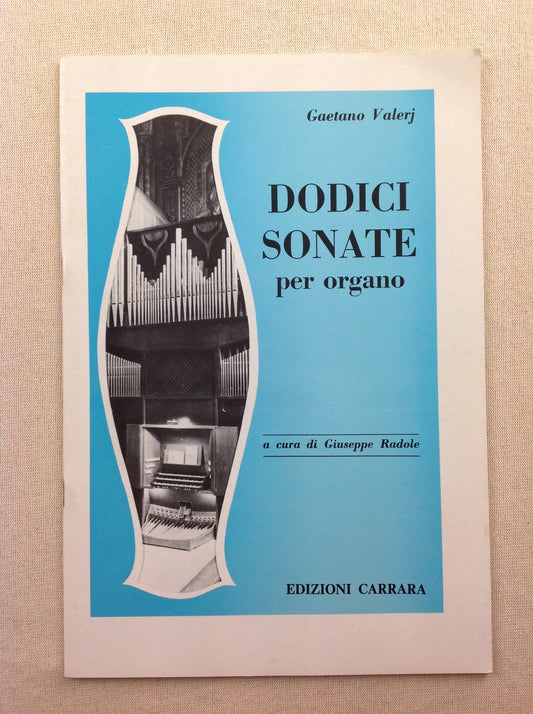 Gaetano Valerj
DODICI
SONATE
per organo
a cura di Giuseppe Radole
EDIZIONI CARRARA